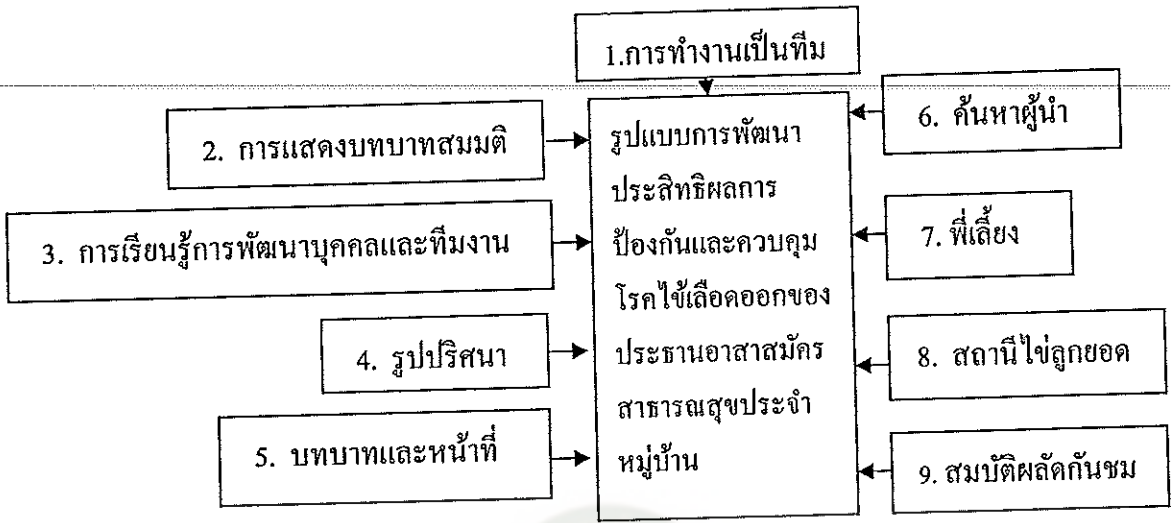 1.การทำงานเป็นทีม
2. การแสดงบทบาทสมมติ
3. การเรียนรู้การพัฒนาบุคคลและทีมงาน
4. รูปปริศนา
5. บทบาทและหน้าที่
รูปแบบการพัฒนา
ประสิทธิผลการ
ป้องกันและควบคุม
โรคไข้เลือดออกของ
ประธานอาสาสมัคร
สาธารณสุขประจำ
หมู่บ้าน
6. ค้นหาผู้นำ
7. พี่เลี้ยง
8. สถานีไข่ลูกยอด
9. สมบัติผลัดกันชม